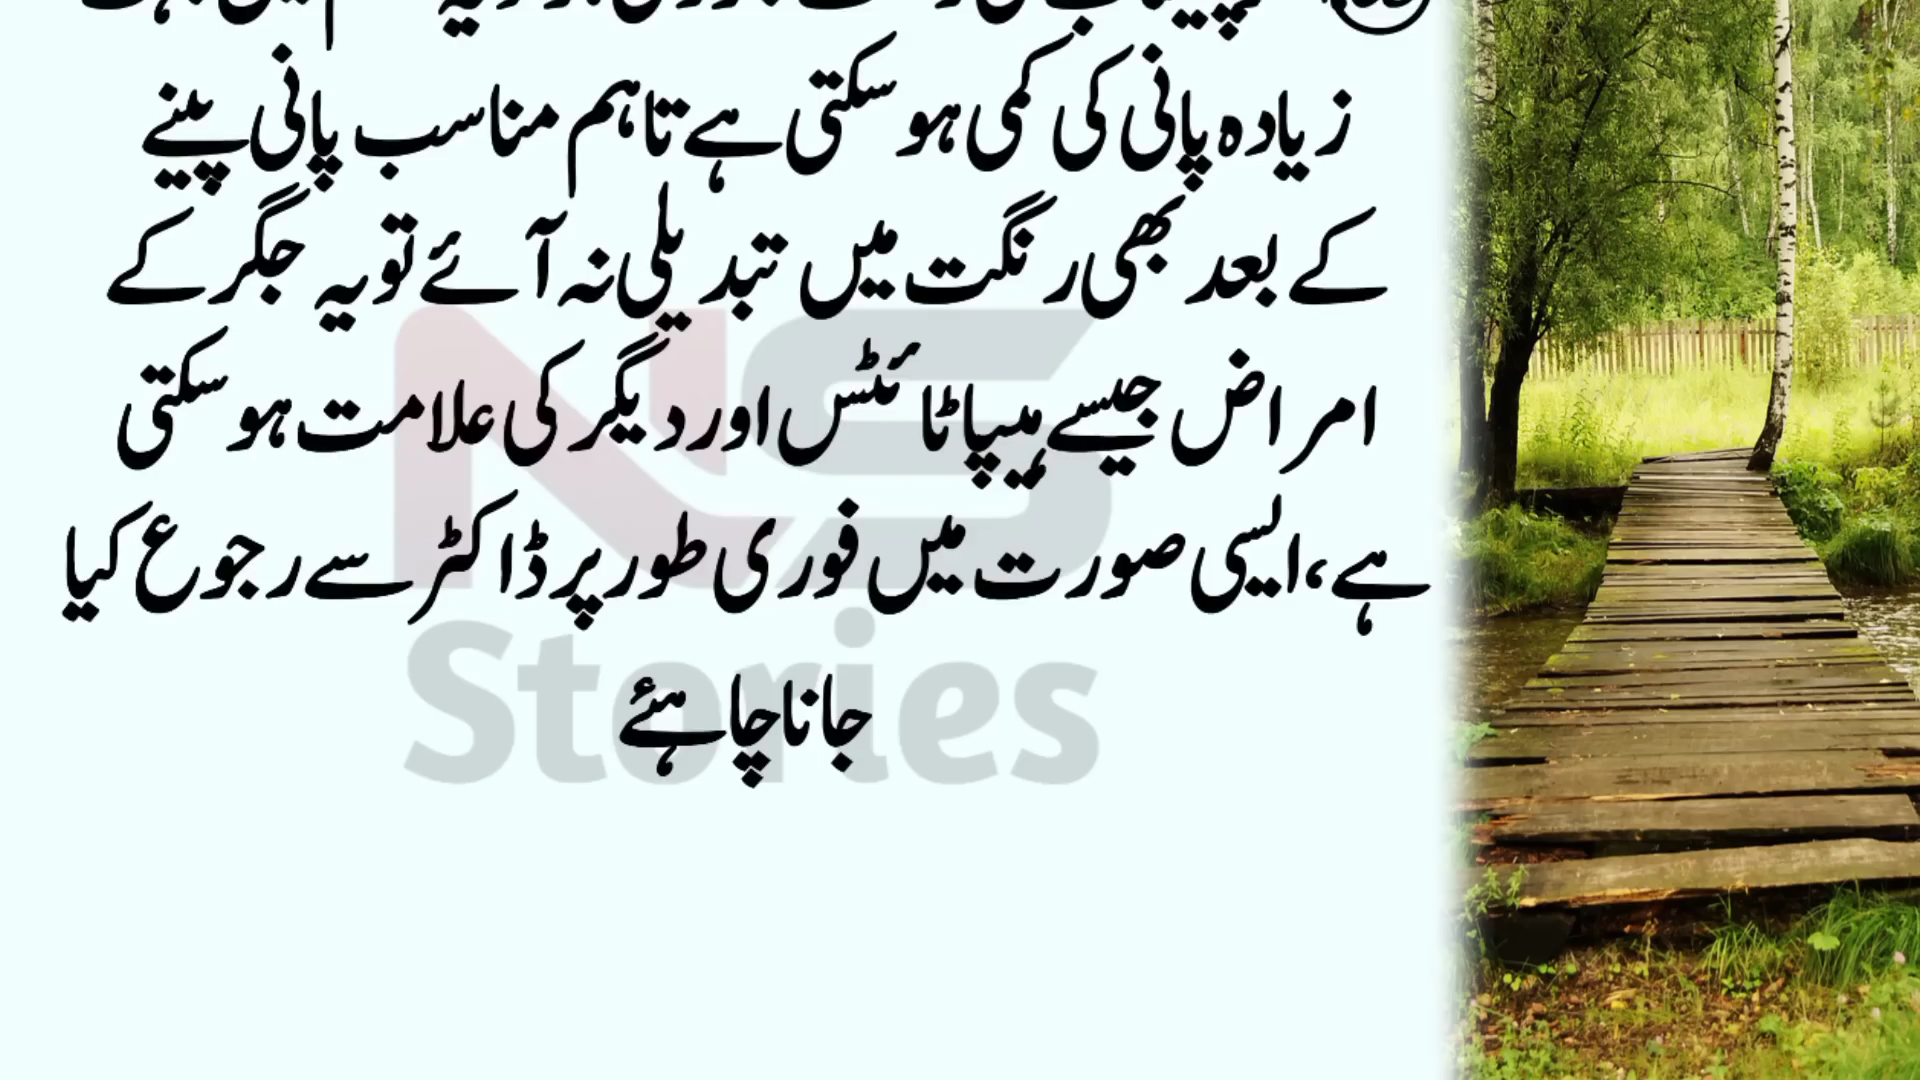 زیادہ پانی کی کمی ہو سکتی ہے تاہم مناسب پانی پینے
کے بعد بھی رنگت میں تبدیلی نہ آئے تو یہ جگر کے
امراض جیسے ہیپاٹائٹس اور دیگر کی علامت ہو سکتی
ہے، ایسی صورت میں فوری طور پر ڈاکٹر سے رجوع کیا
جانا چاہئے
NS
Stories